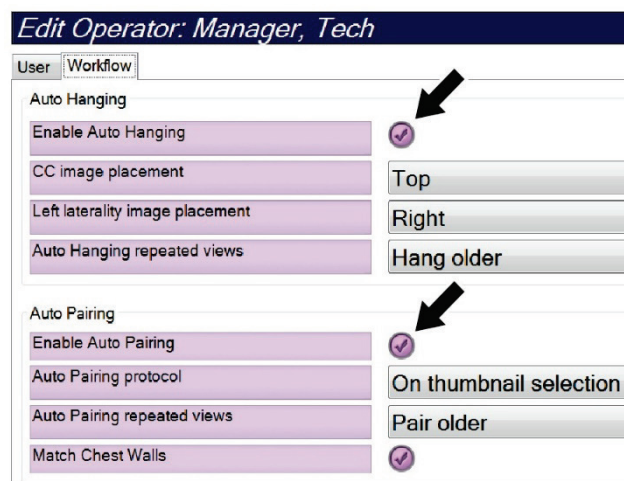 Edit Operator: Manager, Tech
User Workflow
Auto Hanging
Enable Auto Hanging
CC image placement Top
Left laterality image placement Right
Auto Hanging repeated views Hang older
Auto Pairing
Enable Auto Pairing
Auto Pairing protocol On thumbnail selection
Auto Pairing repeated views Pair older
Match Chest Walls